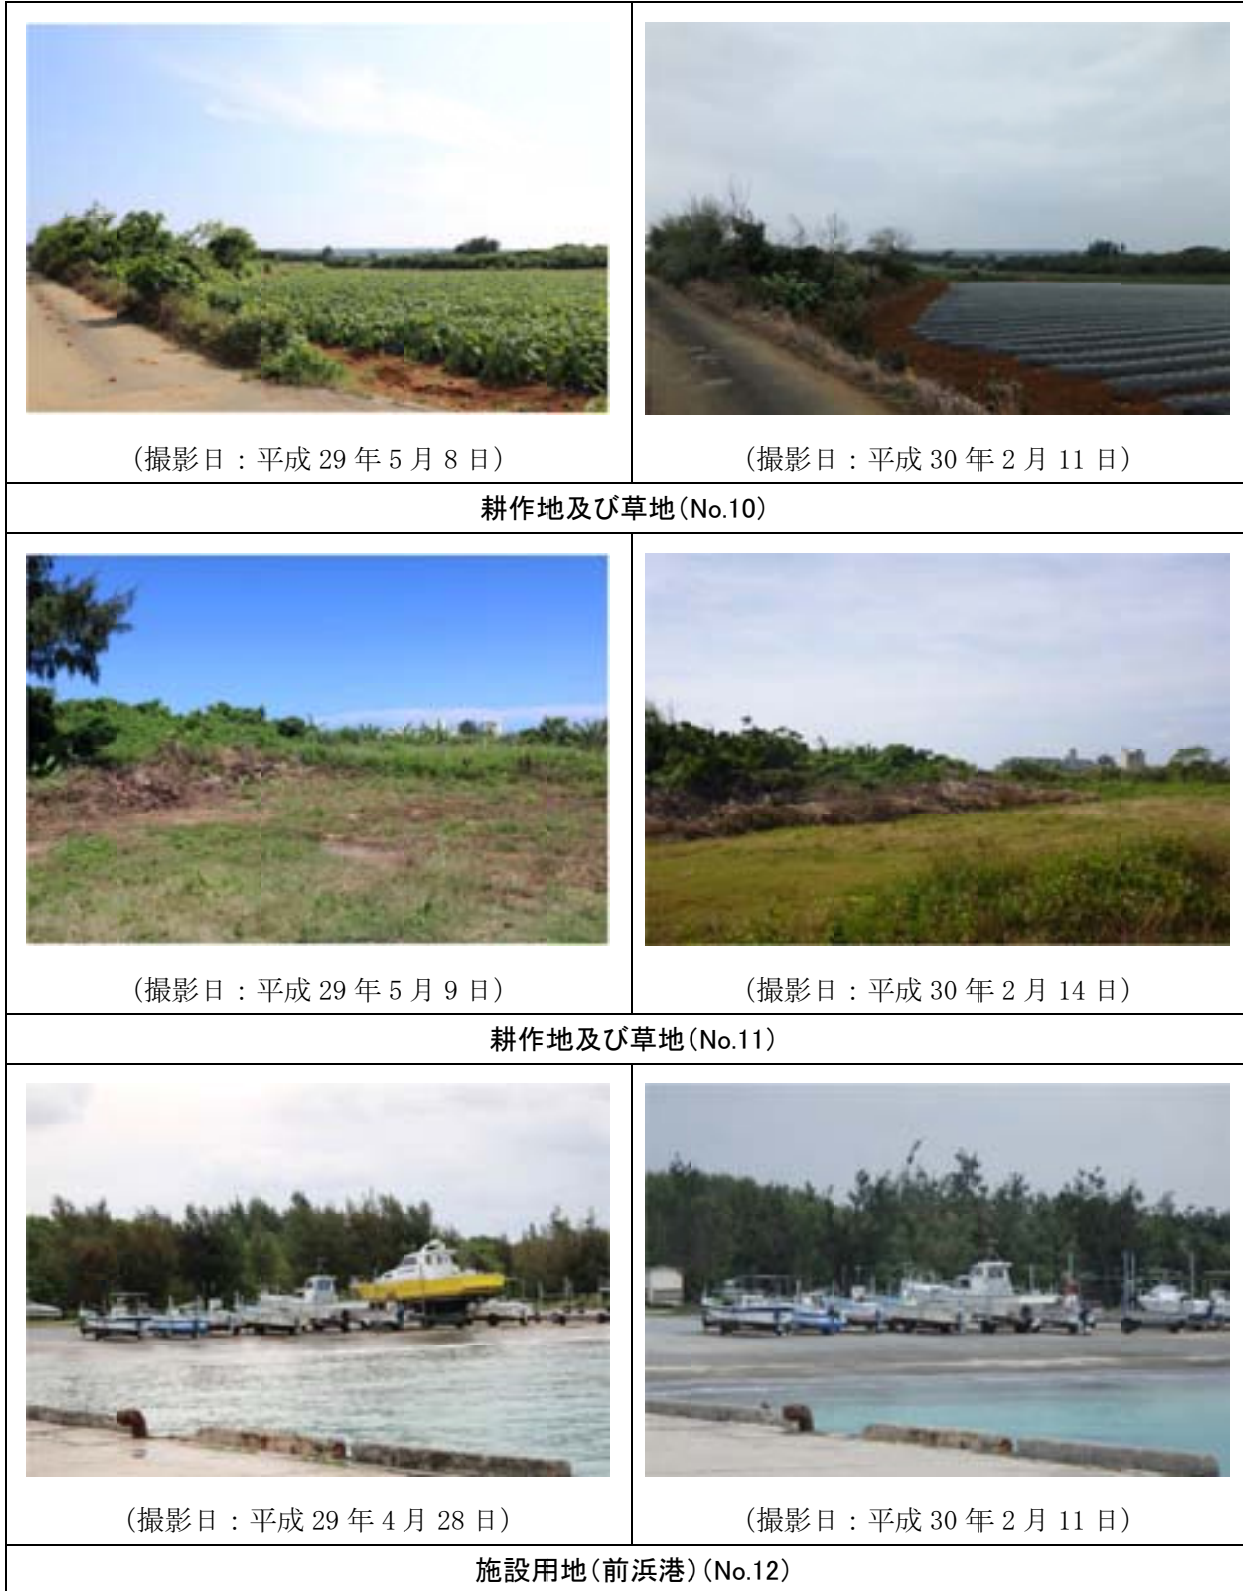 (撮影日：平成 29 年 5 月 8 日)
(撮影日：平成 30 年 2 月 11 日)
耕作地及び草地(No.10)
(撮影日：平成 29 年 5 月 9 日)
(撮影日：平成 30 年 2 月 14 日)
耕作地及び草地(No.11)
(撮影日：平成 29 年 4 月 28 日)
(撮影日：平成 30 年 2 月 11 日)
施設用地(前浜港)(No.12)